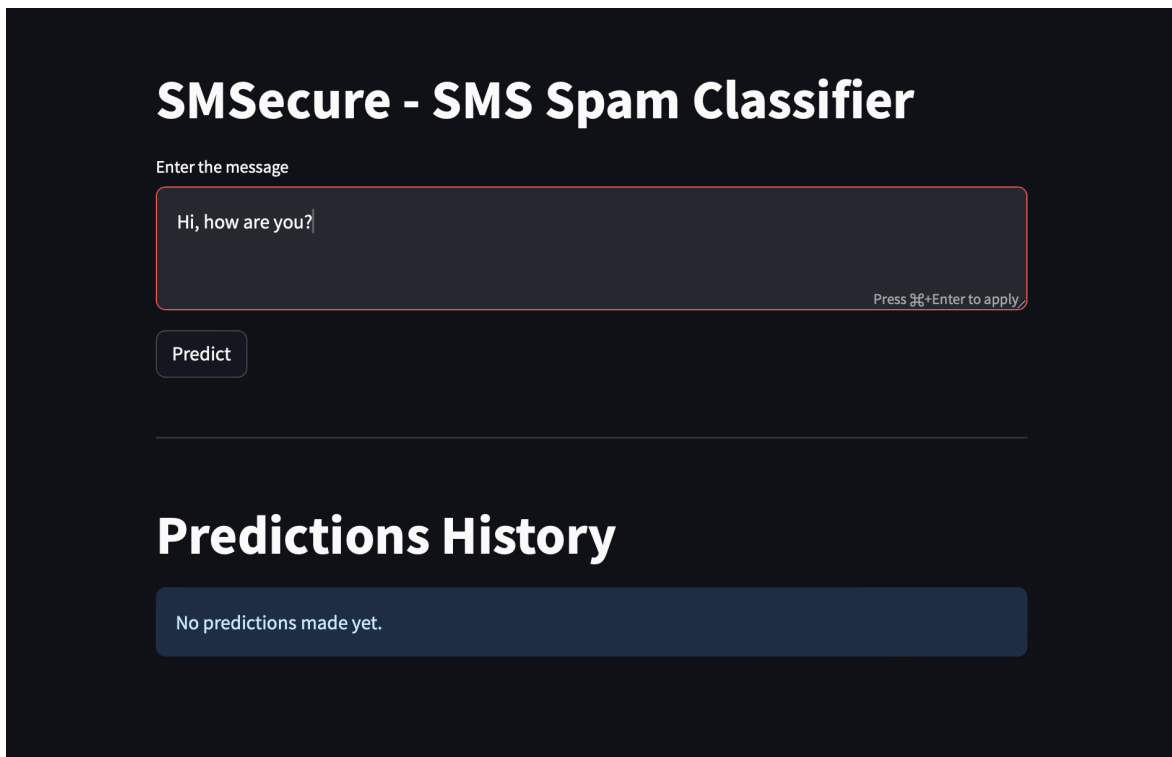 SMSecure - SMS Spam Classifier
Enter the message
Hi, how are you?
Press ⌘+Enter to apply
Predict
Predictions History
No predictions made yet.